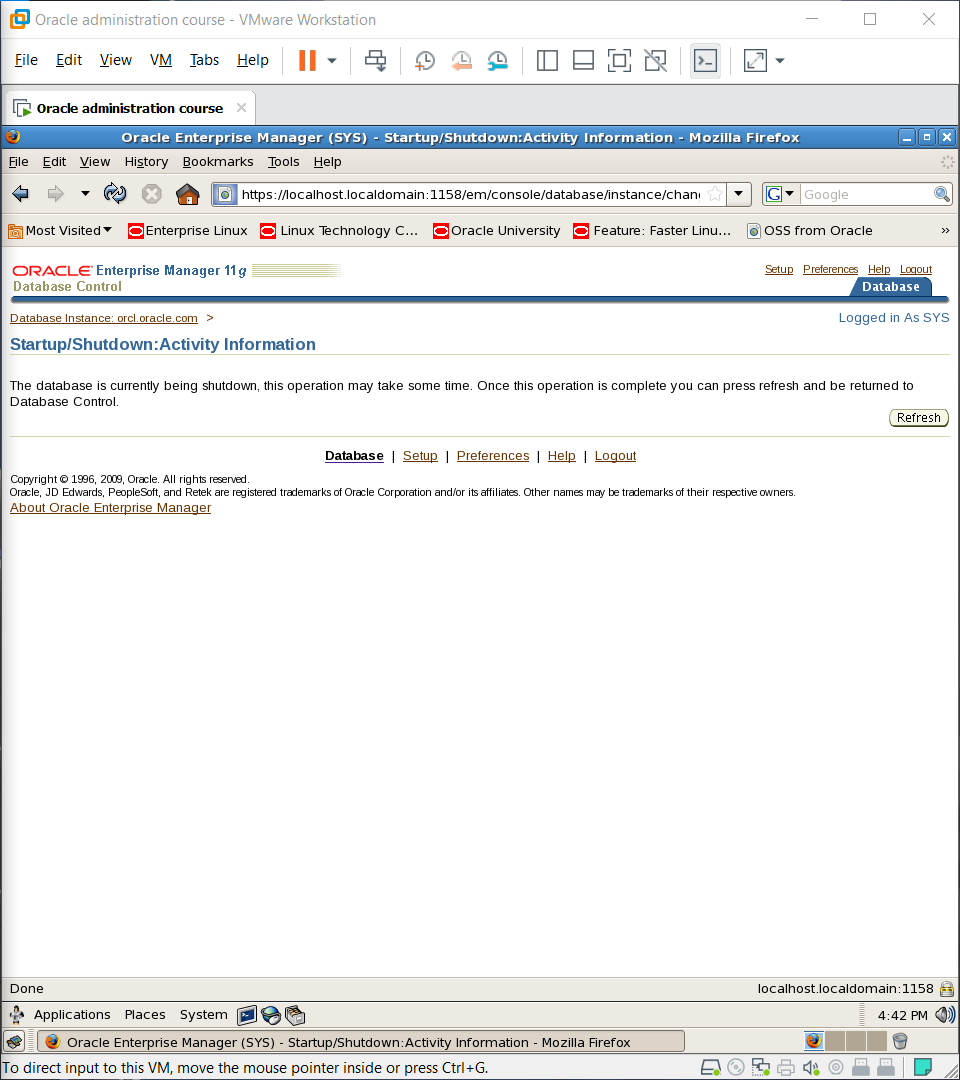 Oracle administration course - VMware Workstation
File Edit View VM Tabs Help
Oracle administration course
Oracle Enterprise Manager (SYS) - Startup/Shutdown:Activity Information - Mozilla Firefox
File Edit View History Bookmarks Tools Help
https://localhost.localdomain:1158/em/console/database/instance/chan
G Google
Most Visited Enterprise Linux Linux Technology C... Oracle University Feature: Faster Linu... OSS from Oracle »
ORACLE Enterprise Manager 11g
Database Control
Setup Preferences Help Logout
Database
Database Instance: orcl.oracle.com >
Logged in As SYS
Startup/Shutdown:Activity Information
The database is currently being shutdown, this operation may take some time. Once this operation is complete you can press refresh and be returned to
Database Control.
Refresh
Database | Setup | Preferences | Help | Logout
Copyright © 1996, 2009, Oracle. All rights reserved.
Oracle, JD Edwards, PeopleSoft, and Retek are registered trademarks of Oracle Corporation and/or its affiliates. Other names may be trademarks of their respective owners.
About Oracle Enterprise Manager
Done
localhost.localdomain:1158
Applications Places System
4:42 PM
Oracle Enterprise Manager (SYS) - Startup/Shutdown:Activity Information - Mozilla Firefox
To direct input to this VM, move the mouse pointer inside or press Ctrl+G.